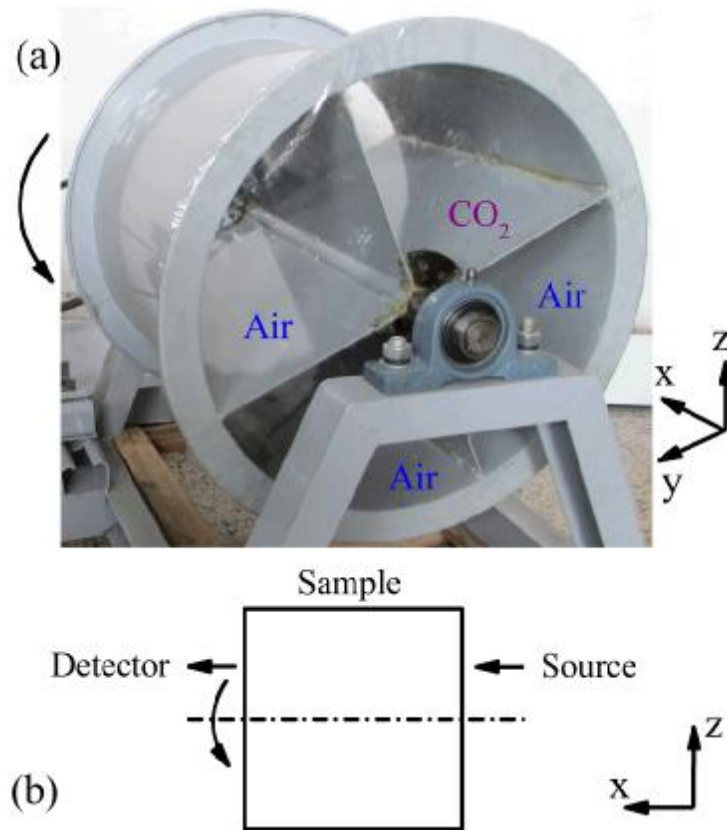 (a)
CO₂
Air
Air
Air
z
x
y
Sample
Detector
Source
z
x
(b)